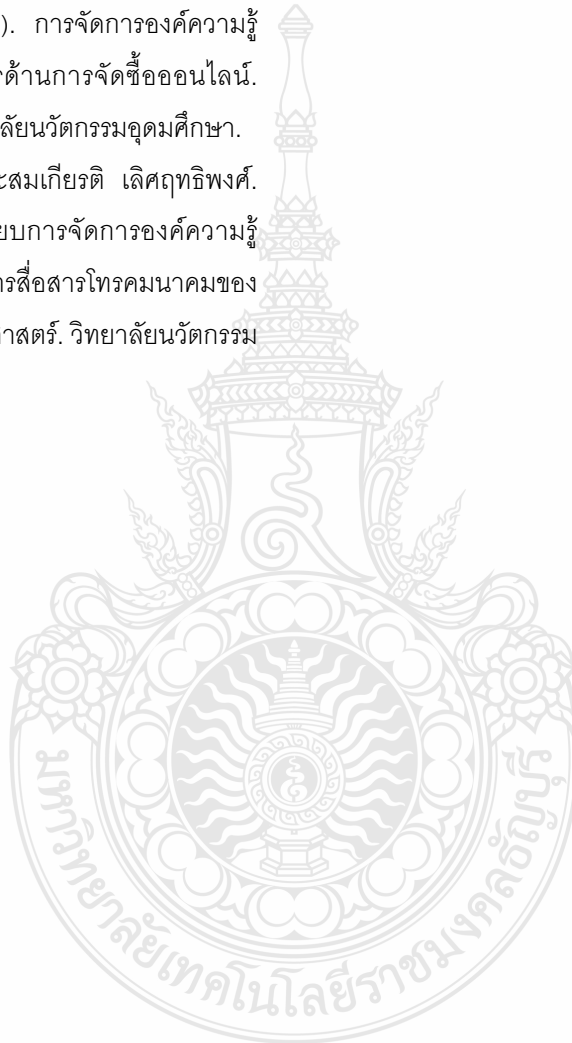 ). การจัดการองค์ความรู้
ด้านการจัดซื้อออนไลน์.
ลัยนวัตกรรมอุดมศึกษา.
ะสมเกียรติ เลิศฤทธิพงศ์.
ยบการจัดการองค์ความรู้
รสื่อสารโทรคมนาคมของ
าสตร์. วิทยาลัยนวัตกรรม
มหาวิทยาลัยเทคโนโลยีราชมงคลธัญบุรี